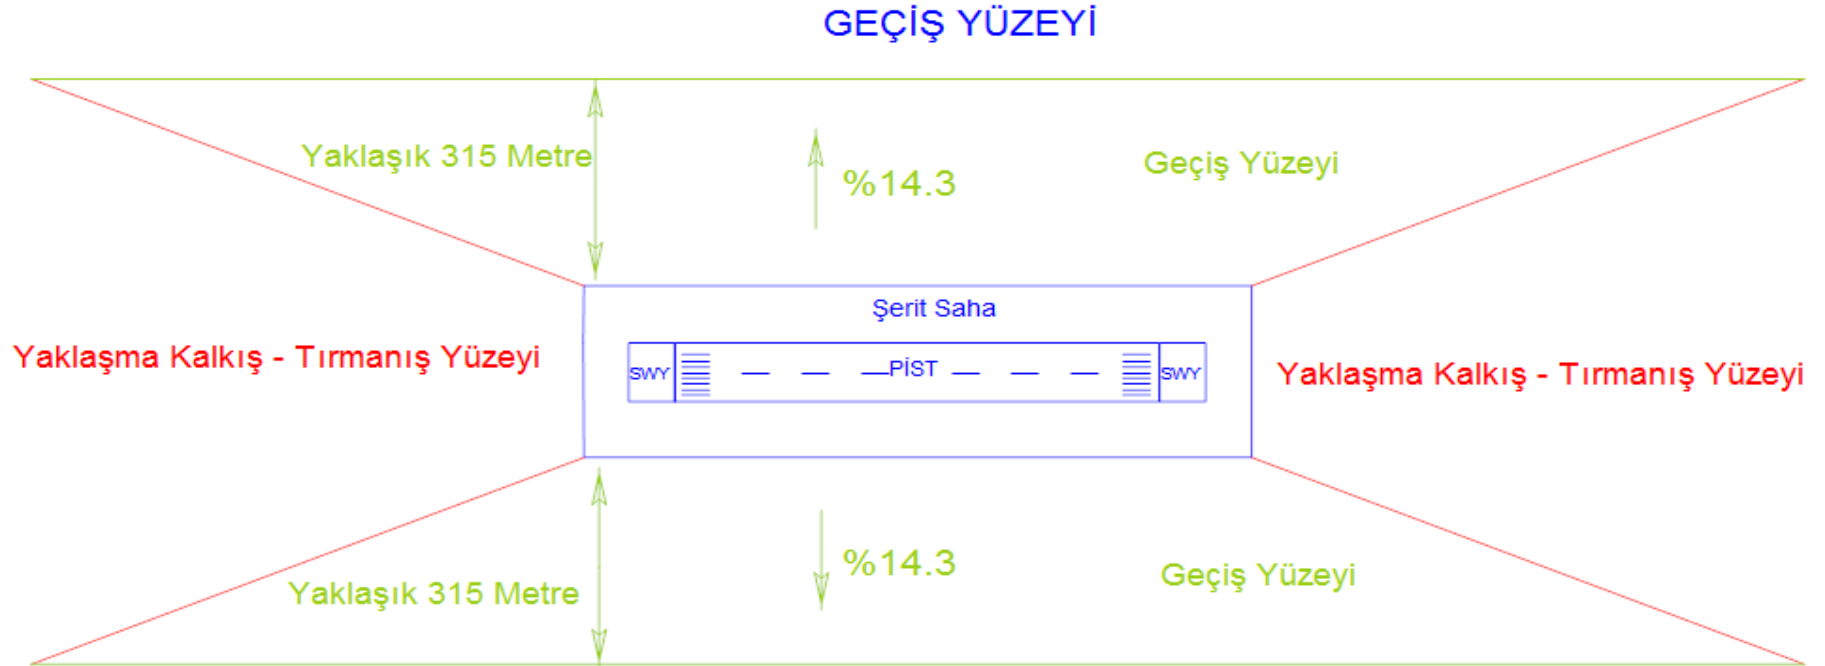 GEÇİŞ YÜZEYİ
Yaklaşık 315 Metre
%14.3
Geçiş Yüzeyi
Şerit Saha
Yaklaşma Kalkış - Tırmanış Yüzeyi
SWY
PİST
SWY
Yaklaşma Kalkış - Tırmanış Yüzeyi
Yaklaşık 315 Metre
%14.3
Geçiş Yüzeyi